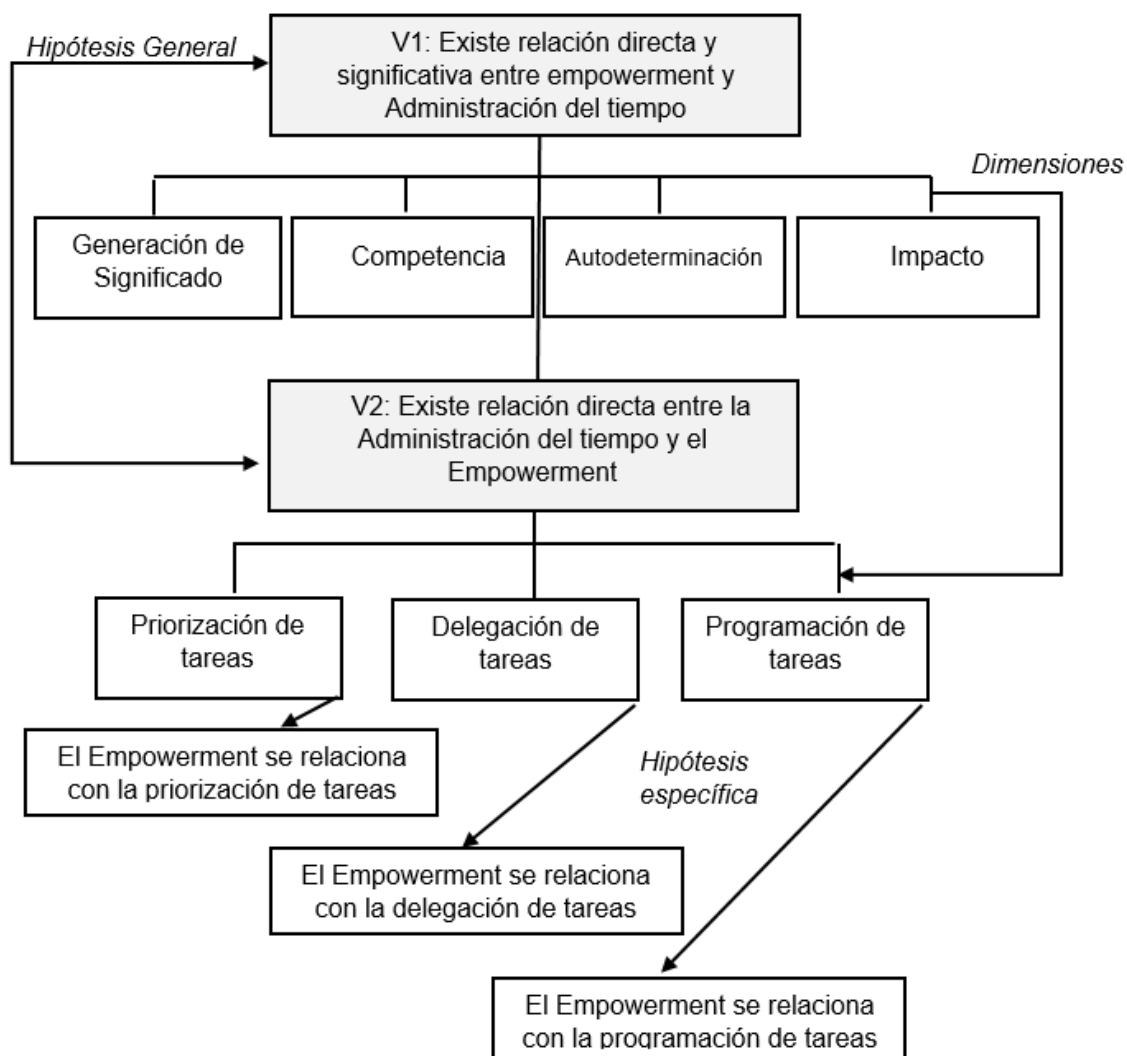 Hipótesis General
V1: Existe relación directa y
significativa entre empowerment y
Administración del tiempo
Dimensiones
Generación de
Significado
Competencia
Autodeterminación
Impacto
V2: Existe relación directa entre la
Administración del tiempo y el
Empowerment
Priorización de
tareas
Delegación de
tareas
Programación de
tareas
El Empowerment se relaciona
con la priorización de tareas
Hipótesis
específica
El Empowerment se relaciona
con la delegación de tareas
El Empowerment se relaciona
con la programación de tareas